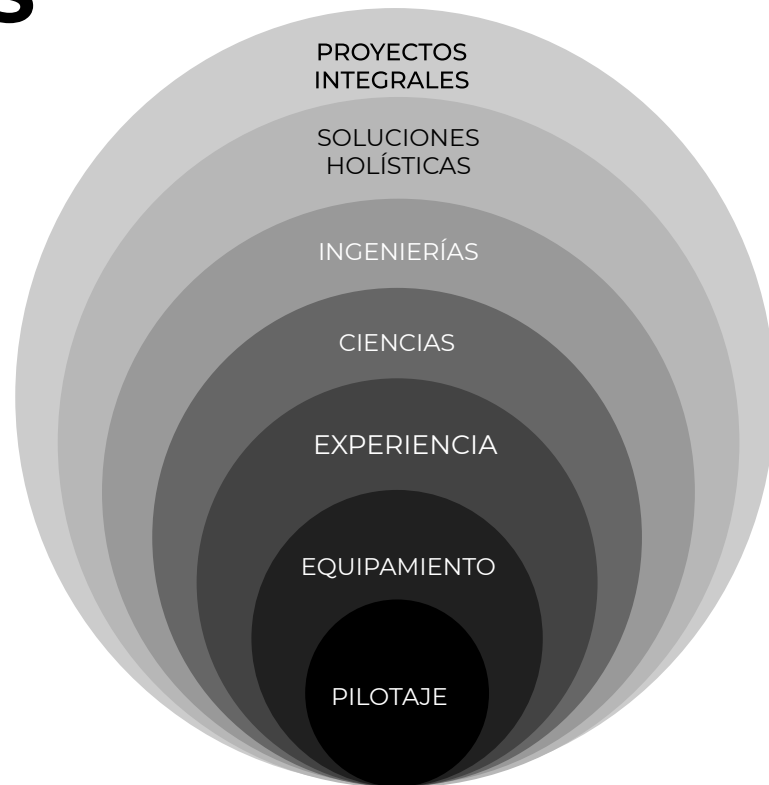 PROYECTOS
INTEGRALES
SOLUCIONES
HOLÍSTICAS
INGENIERÍAS
CIENCIAS
EXPERIENCIA
EQUIPAMIENTO
PILOTAJE